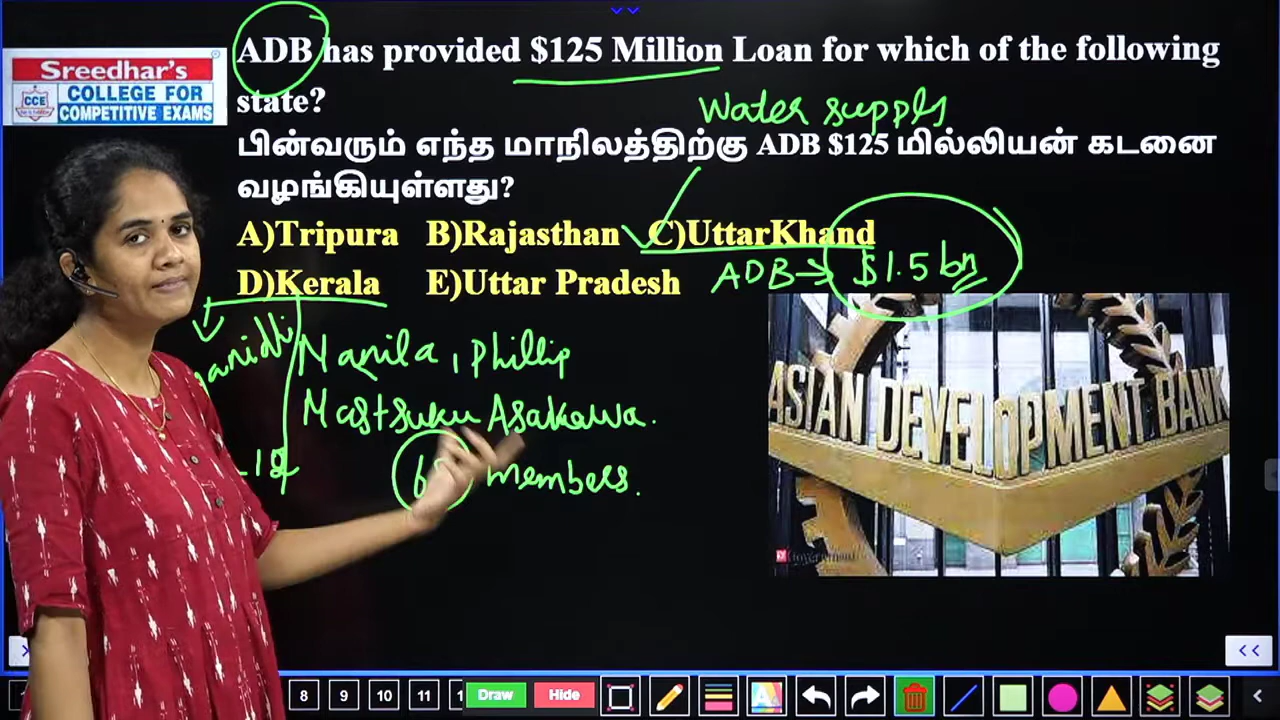 ADB has provided $125 Million Loan for which of the following
state?
Sreedhar's
CCE
COLLEGE FOR
COMPETITIVE EXAMS
Water supply
பின்வரும் எந்த மாநிலத்திற்கு ADB $125 மில்லியன் கடனை
வழங்கியுள்ளது?
A)Tripura B)Rajasthan C)UttarKhand
D)Kerala E)Uttar Pradesh
ADB → $1.5 bn
Manila, Phillip
Mastsuku Asakawa.
members.
ASIAN DEVELOPMENT BANK
8 9 10 11 Draw Hide